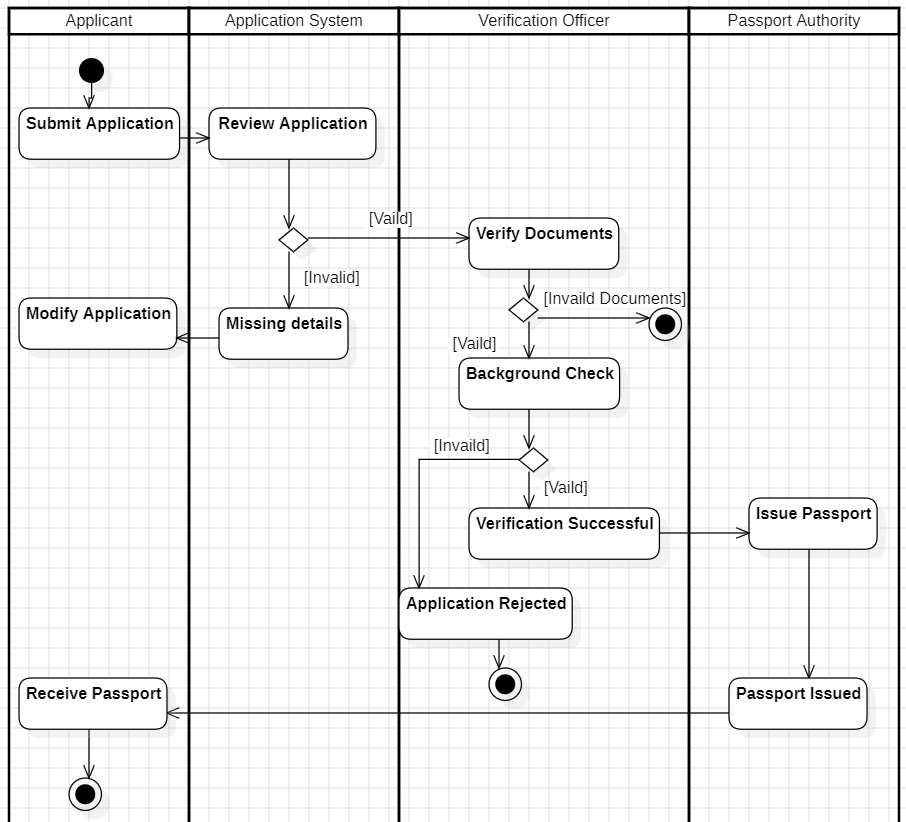 Applicant
Application System
Verification Officer
Passport Authority
Submit Application
Review Application
[Vaild]
Verify Documents
[Invalid]
[Invaild Documents]
Modify Application
Missing details
[Vaild]
Background Check
[Invaild]
[Vaild]
Verification Successful
Issue Passport
Application Rejected
Receive Passport
Passport Issued